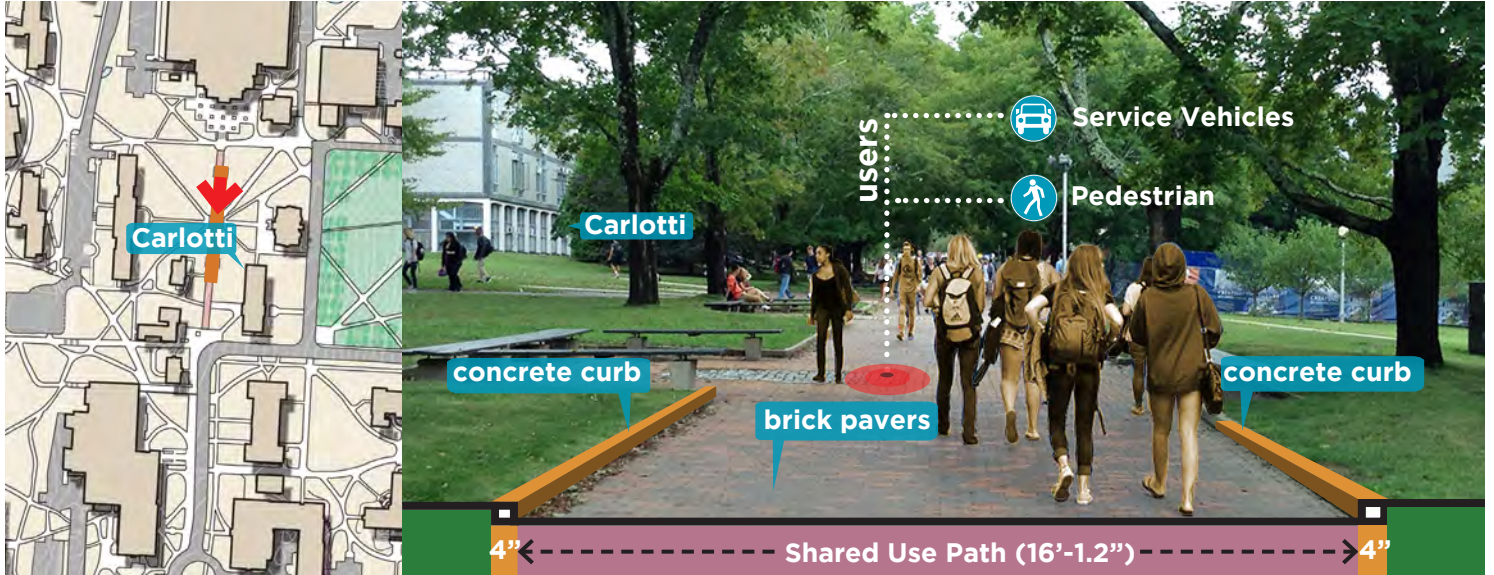 Carlotti
users
Service Vehicles
Pedestrian
Carlotti
concrete curb
brick pavers
concrete curb
4”
Shared Use Path (16’-1.2”)
4”